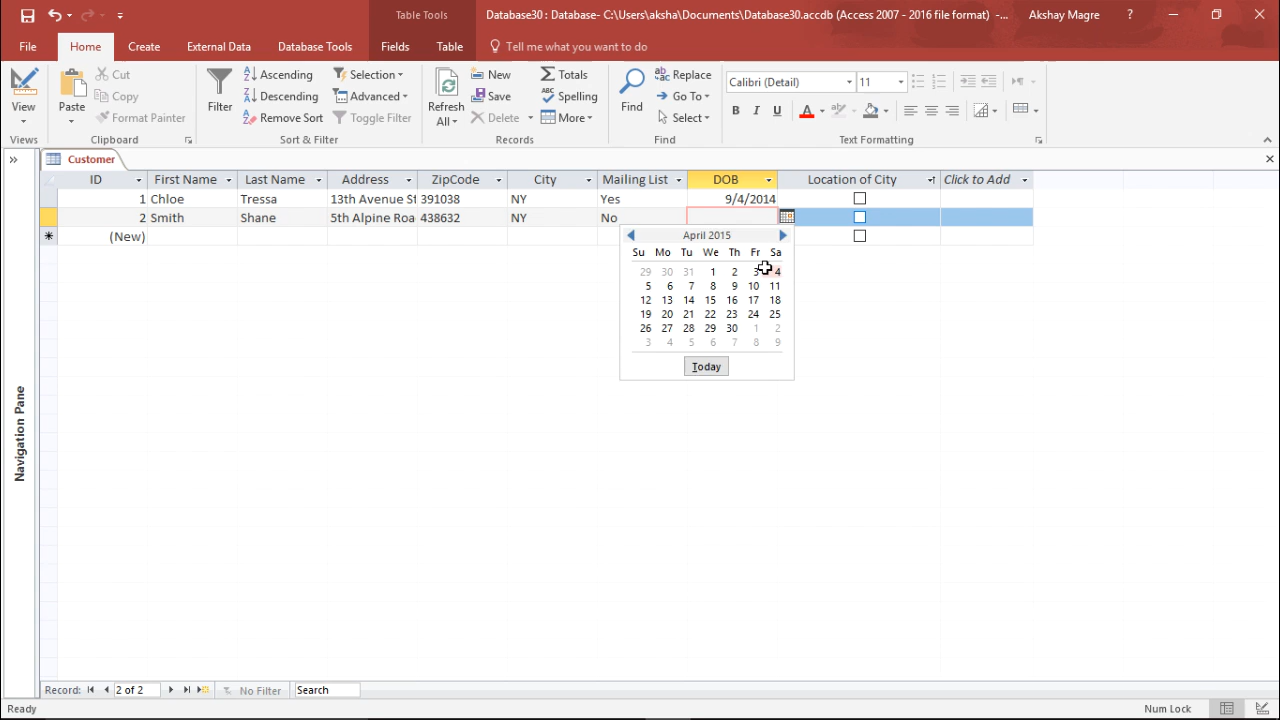 Table Tools Database30 : Database- C:\Users\aksha\Documents\Database30.accdb (Access 2007 - 2016 file format) -... Akshay Magre ?
File Home Create External Data Database Tools Fields Table Tell me what you want to do
View
Views
Paste
Cut
Copy
Format Painter
Clipboard
Filter
Ascending
Descending
Remove Sort
Selection
Advanced
Toggle Filter
Sort & Filter
Refresh
All
New
Save
Delete
Totals
Spelling
More
Records
Find
Replace
Go To
Select
Find
Calibri (Detail) 11
B I U A
Text Formatting
Customer
ID First Name Last Name Address ZipCode City Mailing List DOB Location of City Click to Add
1 Chloe Tressa 13th Avenue St 391038 NY Yes 9/4/2014
2 Smith Shane 5th Alpine Roa 438632 NY No
(New)
April 2015
Su Mo Tu We Th Fr Sa
29 30 31 1 2 3 4
5 6 7 8 9 10 11
12 13 14 15 16 17 18
19 20 21 22 23 24 25
26 27 28 29 30 1 2
3 4 5 6 7 8 9
Today
Navigation Pane
Record: 2 of 2 No Filter Search
Ready Num Lock